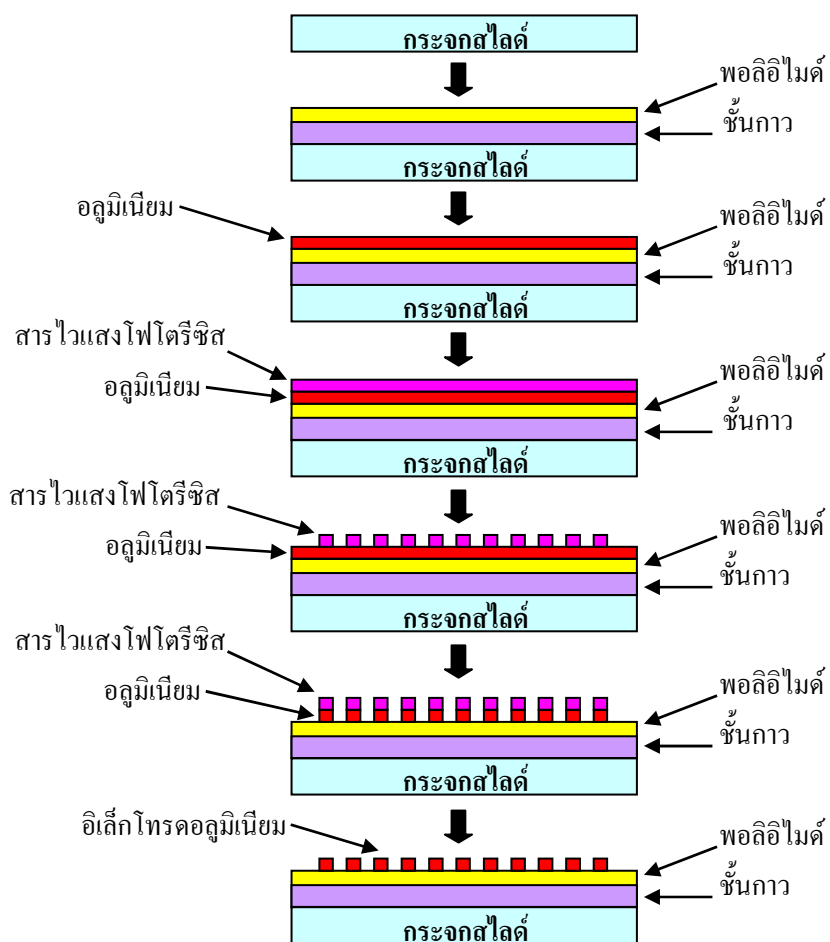 กระจกสไลด์
พอลิอิไมด์
ชั้นกาว
กระจกสไลด์
อลูมิเนียม
พอลิอิไมด์
ชั้นกาว
กระจกสไลด์
สารไวแสงโฟโตรีซิส
อลูมิเนียม
พอลิอิไมด์
ชั้นกาว
กระจกสไลด์
สารไวแสงโฟโตรีซิส
อลูมิเนียม
พอลิอิไมด์
ชั้นกาว
กระจกสไลด์
สารไวแสงโฟโตรีซิส
อลูมิเนียม
พอลิอิไมด์
ชั้นกาว
กระจกสไลด์
อิเล็กโทรดอลูมิเนียม
พอลิอิไมด์
ชั้นกาว
กระจกสไลด์